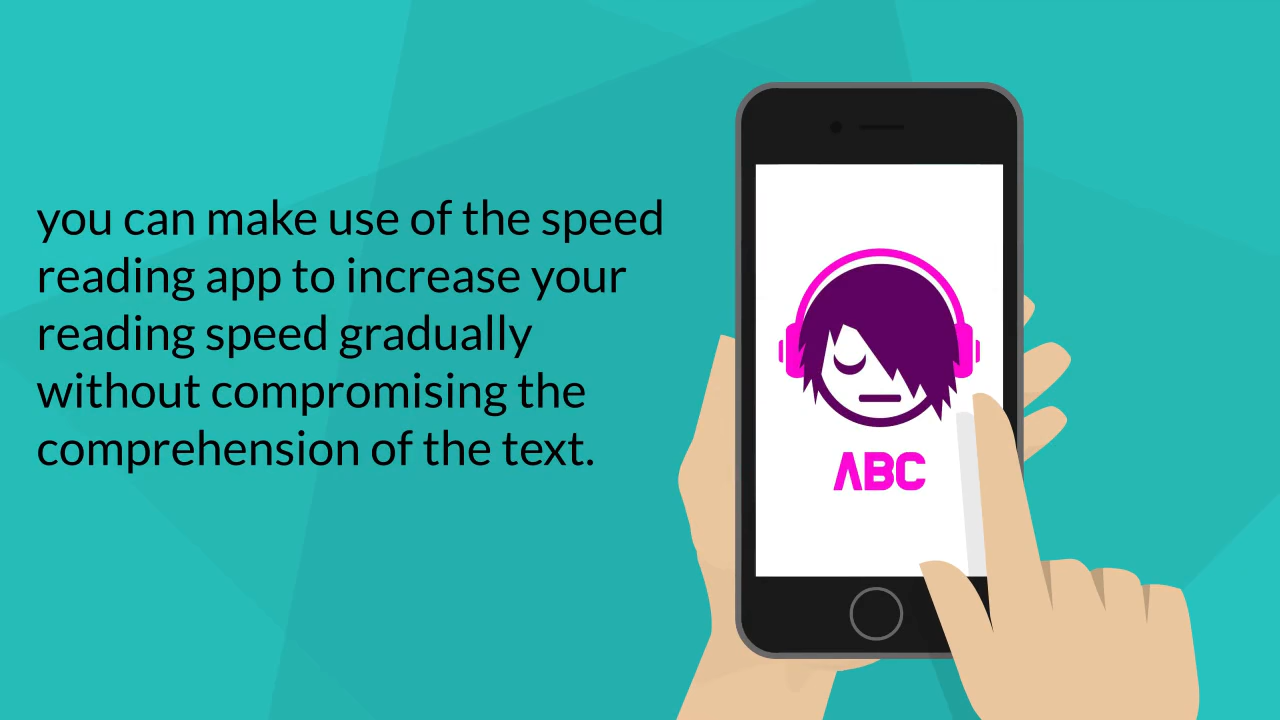 you can make use of the speed
reading app to increase your
reading speed gradually
without compromising the
comprehension of the text.
ABC